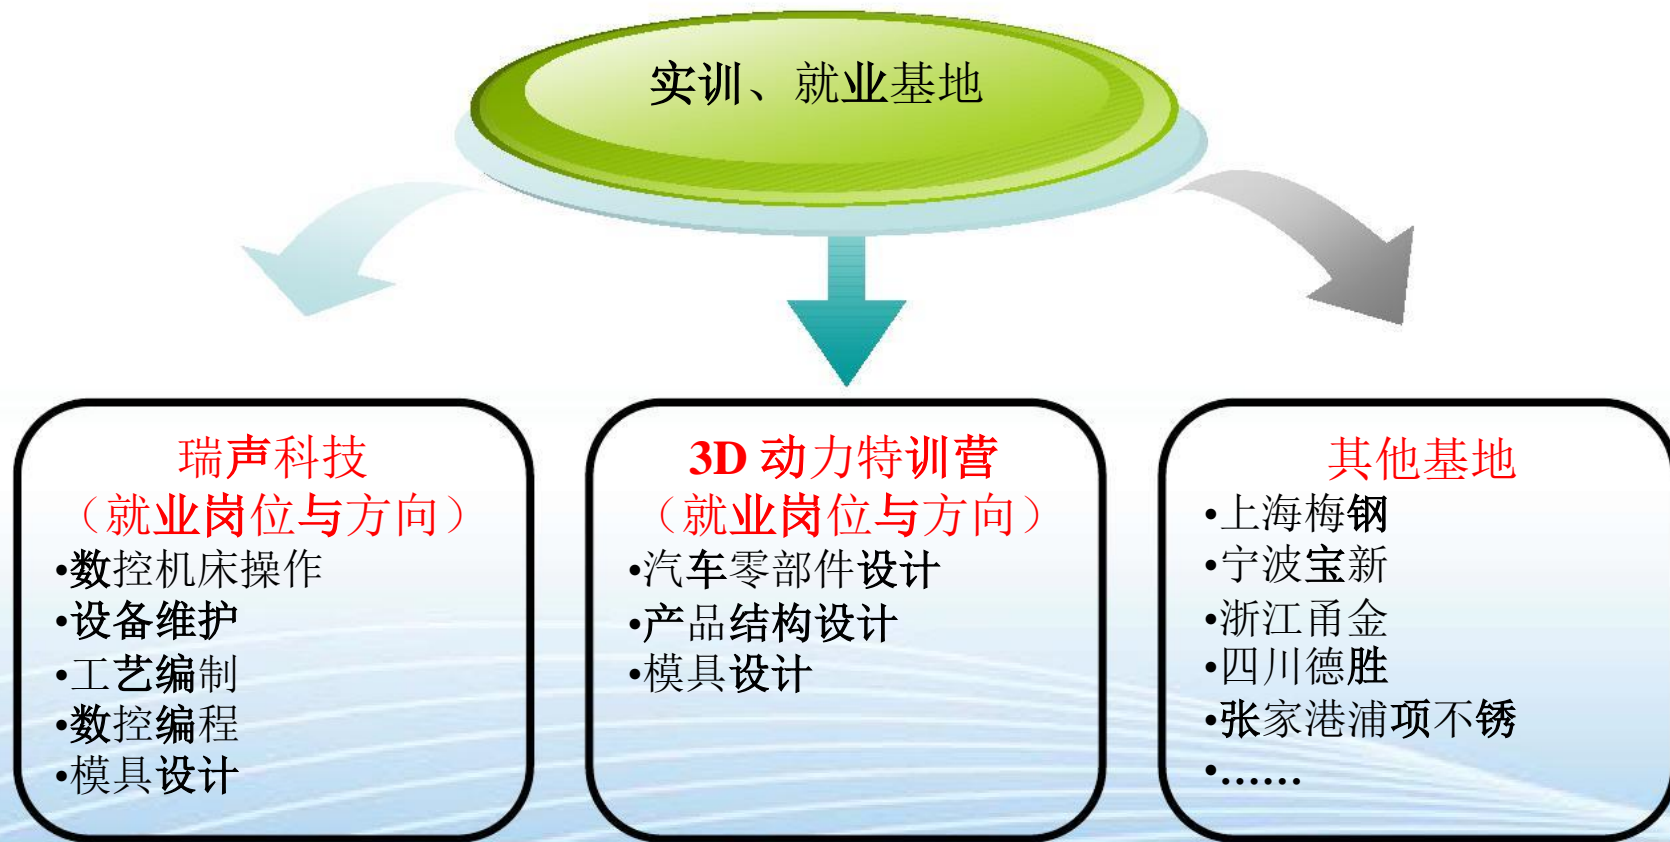 实训、就业基地
瑞声科技
（就业岗位与方向）
•数控机床操作
•设备维护
•工艺编制
•数控编程
•模具设计
3D 动力特训营
（就业岗位与方向）
•汽车零部件设计
•产品结构设计
•模具设计
其他基地
•上海梅钢
•宁波宝新
•浙江甬金
•四川德胜
•张家港浦项不锈
•......